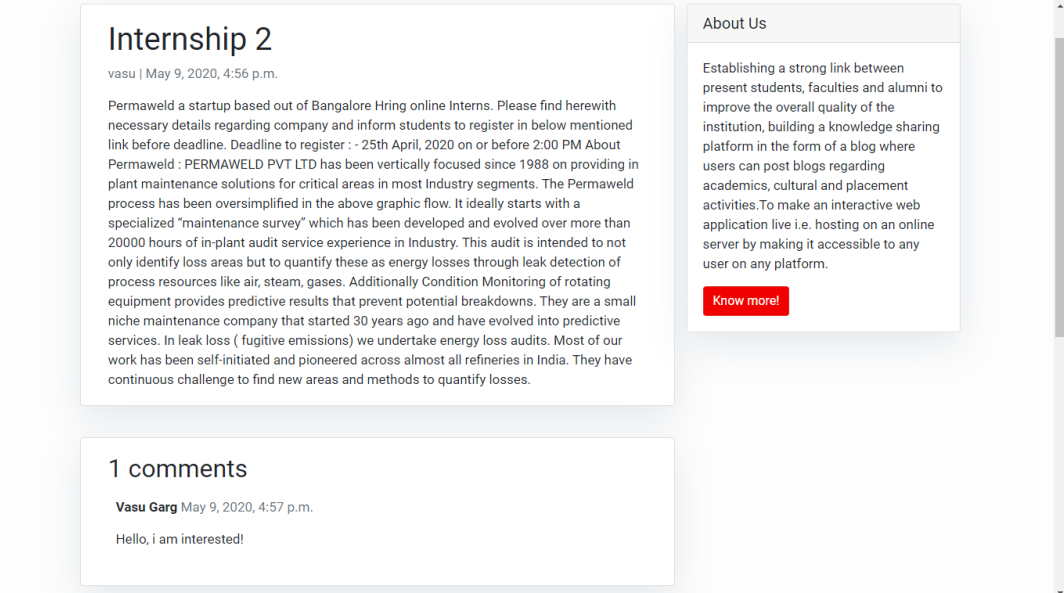 Internship 2
vasu | May 9, 2020, 4:56 p.m.
Permaweld a startup based out of Bangalore Hring online Interns. Please find herewith
necessary details regarding company and inform students to register in below mentioned
link before deadline. Deadline to register : - 25th April, 2020 on or before 2:00 PM About
Permaweld : PERMAWELD PVT LTD has been vertically focused since 1988 on providing in
plant maintenance solutions for critical areas in most Industry segments. The Permaweld
process has been oversimplified in the above graphic flow. It ideally starts with a
specialized “maintenance survey” which has been developed and evolved over more than
20000 hours of in-plant audit service experience in Industry. This audit is intended to not
only identify loss areas but to quantify these as energy losses through leak detection of
process resources like air, steam, gases. Additionally Condition Monitoring of rotating
equipment provides predictive results that prevent potential breakdowns. They are a small
niche maintenance company that started 30 years ago and have evolved into predictive
services. In leak loss ( fugitive emissions) we undertake energy loss audits. Most of our
work has been self-initiated and pioneered across almost all refineries in India. They have
continuous challenge to find new areas and methods to quantify losses.
1 comments
Vasu Garg May 9, 2020, 4:57 p.m.
Hello, i am interested!
About Us
Establishing a strong link between
present students, faculties and alumni to
improve the overall quality of the
institution, building a knowledge sharing
platform in the form of a blog where
users can post blogs regarding
academics, cultural and placement
activities.To make an interactive web
application live i.e. hosting on an online
server by making it accessible to any
user on any platform.
Know more!